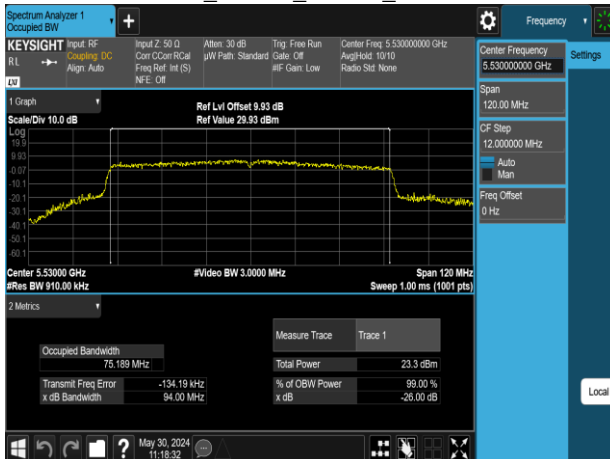 Spectrum Analyzer 1
Occupied BW
Frequency
KEYSIGHT
Input: RF
Input Z: 50 Ω
Atten: 30 dB
Trig: Free Run
Center Freq: 5.530000000 GHz
RL
Coupling: DC
Corr CCorr RCal
µW Path: Standard
Gate: Off
Avg|Hold: 10/10
Align: Auto
Freq Ref: Int (S)
#IF Gain: Low
Radio Std: None
NFE: Off
LXI
Center Frequency
5.530000000 GHz
Settings
Span
120.00 MHz
CF Step
12.000000 MHz
Auto
Man
Freq Offset
0 Hz
Local
1 Graph
Ref Lvl Offset 9.93 dB
Scale/Div 10.0 dB
Ref Value 29.93 dBm
Log
19.9
9.93
-0.07
-10.1
-20.1
-30.1
-40.1
-50.1
-60.1
Center 5.53000 GHz
#Video BW 3.0000 MHz
Span 120 MHz
#Res BW 910.00 kHz
Sweep 1.00 ms (1001 pts)
2 Metrics
Measure Trace
Trace 1
Occupied Bandwidth
75.189 MHz
Total Power
23.3 dBm
Transmit Freq Error
-134.19 kHz
% of OBW Power
99.00 %
x dB Bandwidth
94.00 MHz
x dB
-26.00 dB
May 30, 2024
11:18:32